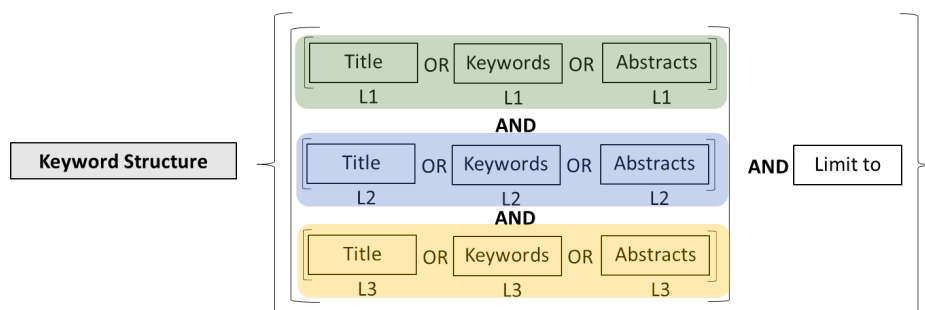 Title OR Keywords OR Abstracts
L1 L1 L1
AND
Keyword Structure
Title OR Keywords OR Abstracts
AND Limit to
L2 L2 L2
AND
Title OR Keywords OR Abstracts
L3 L3 L3